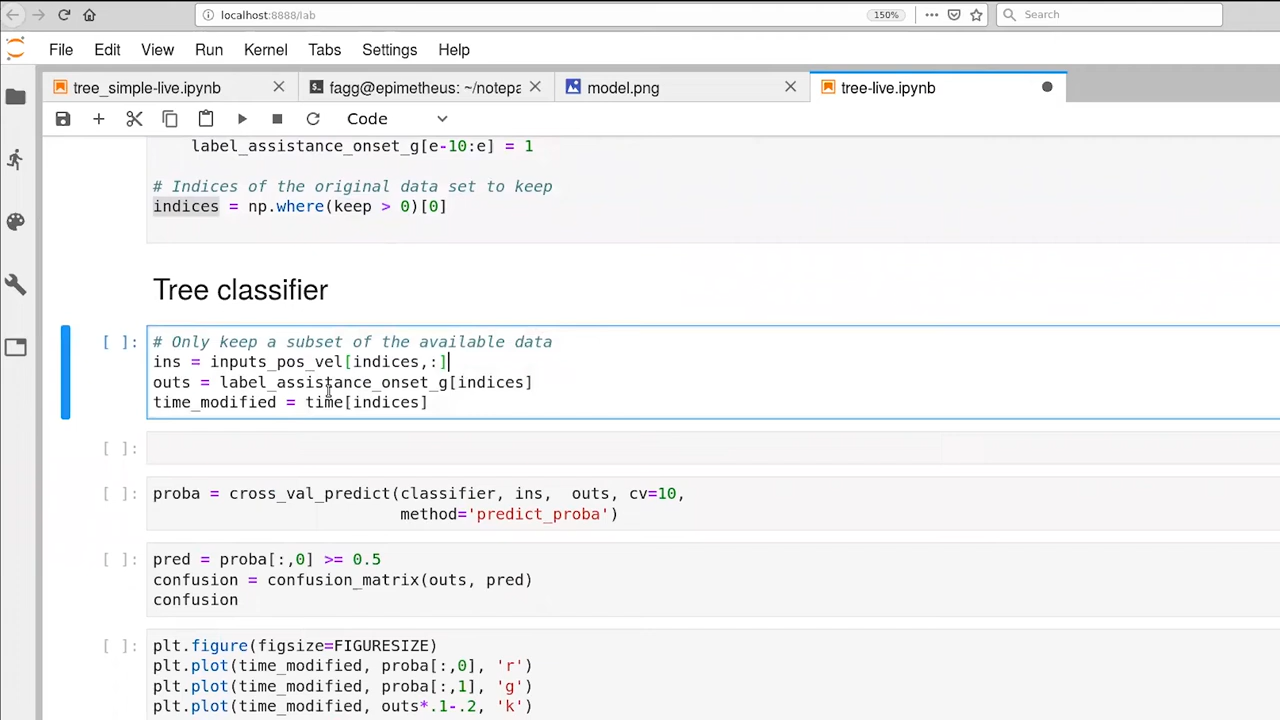 localhost:8888/lab 150% Search
File Edit View Run Kernel Tabs Settings Help
tree_simple-live.ipynb fagg@epimetheus: ~/notepa model.png tree-live.ipynb
Code
label_assistance_onset_g[e-10:e] = 1
# Indices of the original data set to keep
indices = np.where(keep > 0)[0]
Tree classifier
[ ]: # Only keep a subset of the available data
ins = inputs_pos_vel[indices,:]
outs = label_assistance_onset_g[indices]
time_modified = time[indices]
[ ]:
[ ]: proba = cross_val_predict(classifier, ins, outs, cv=10,
method='predict_proba')
[ ]: pred = proba[:,0] >= 0.5
confusion = confusion_matrix(outs, pred)
confusion
[ ]: plt.figure(figsize=FIGURESIZE)
plt.plot(time_modified, proba[:,0], 'r')
plt.plot(time_modified, proba[:,1], 'g')
plt.plot(time_modified, outs*.1-.2, 'k')